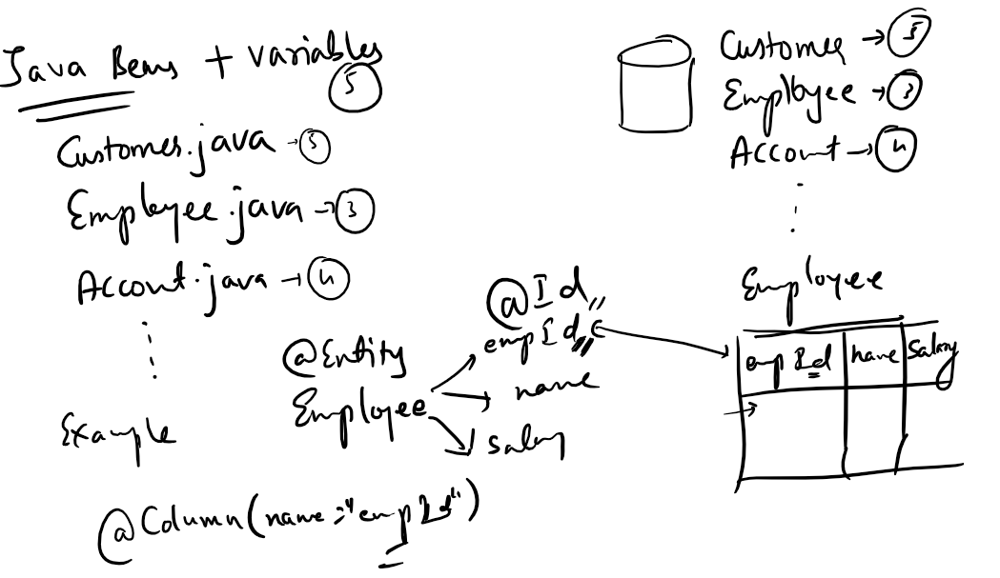 Java Beans + variables
5
Customer.java → 5
Employee.java → 3
Account.java → 4
Example
@Entity
Employee
@Id
empId
name
salary
@Column(name="empId")
Customer → 5
Employee → 3
Account → 4
Employee
empId name salary